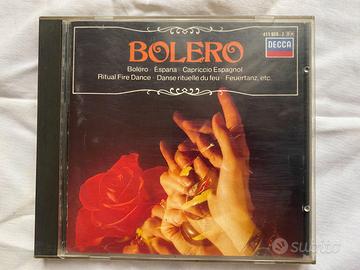 BOLERO
DECCA
Boléro · España · Capriccio Espagnol
Ritual Fire Dance · Danse rituelle du feu · Feuertanz, etc.
subito